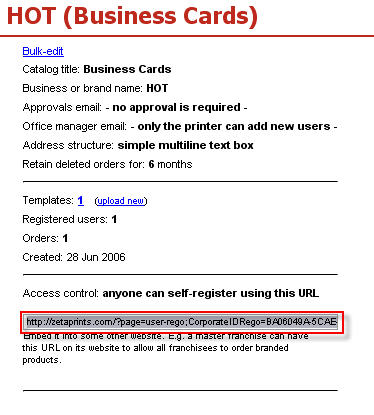 HOT (Business Cards)
Bulk-edit
Catalog title: Business Cards
Business or brand name: HOT
Approvals email: - no approval is required -
Office manager email: - only the printer can add new users -
Address structure: simple multiline text box
Retain deleted orders for: 6 months
Templates: 1 (upload new)
Registered users: 1
Orders: 1
Created: 28 Jun 2006
Access control: anyone can self-register using this URL
http://zetaprints.com/?page=user-rego;CorporateIDRego=BA06049A-5CAE
Embed it into some other website. E.g. a master franchise can have
this URL on its website to allow all franchisees to order branded
products.